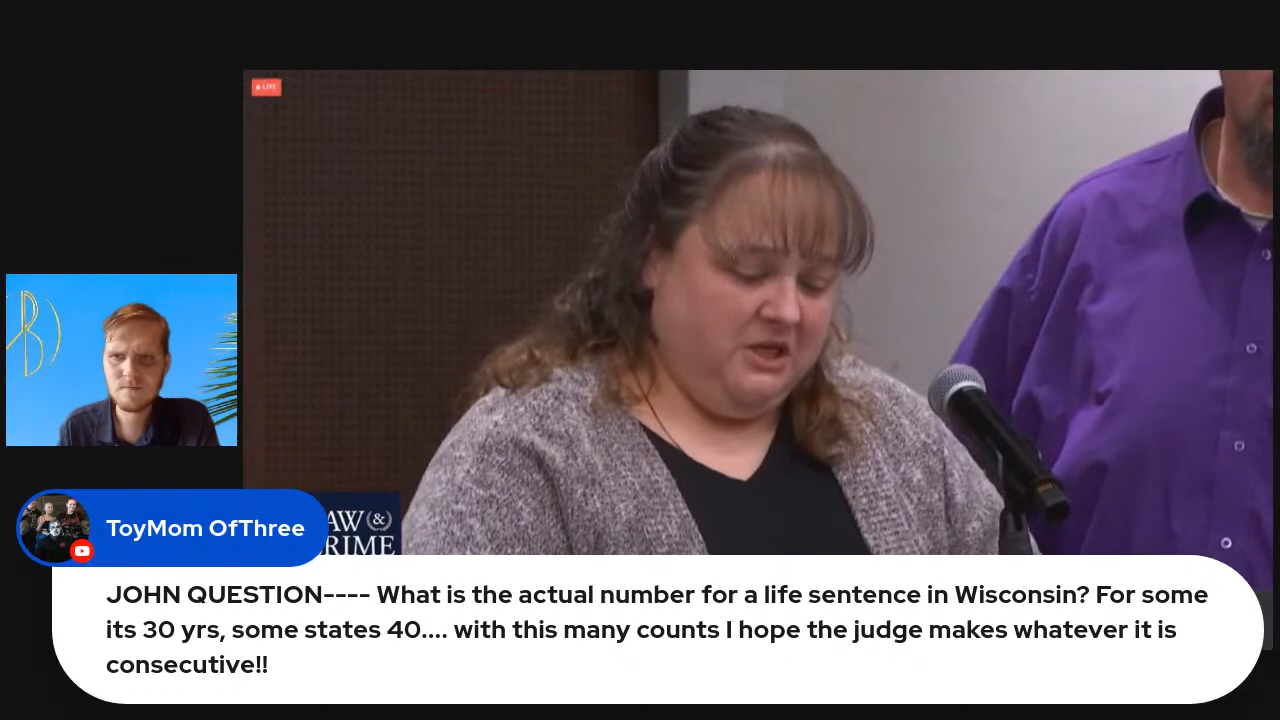 LIVE
B
AW &
RIME
ToyMom OfThree
JOHN QUESTION---- What is the actual number for a life sentence in Wisconsin? For some
its 30 yrs, some states 40.... with this many counts I hope the judge makes whatever it is
consecutive!!